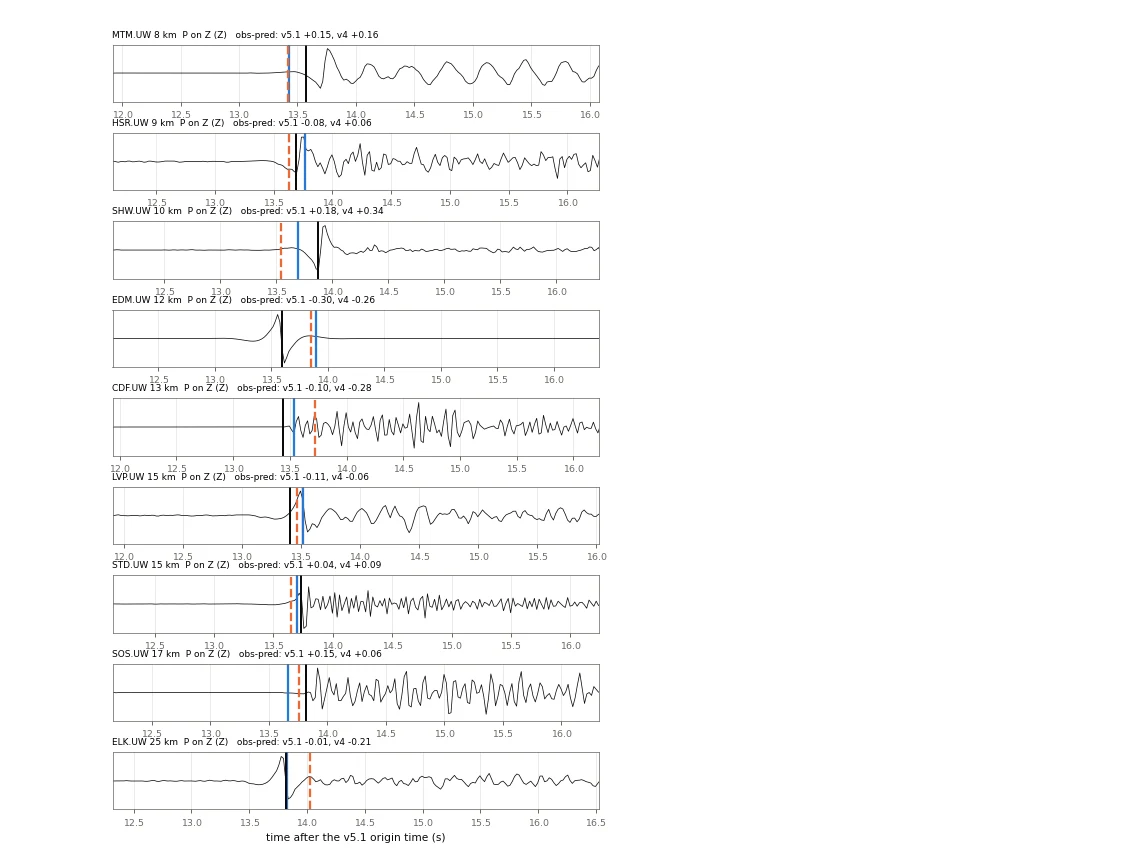 MTM.UW 8 km P on Z (Z) obs-pred: v5.1 +0.15, v4 +0.16
12.0 12.5 13.0 13.5 14.0 14.5 15.0 15.5 16.0
HSR.UW 9 km P on Z (Z) obs-pred: v5.1 -0.08, v4 +0.06
12.5 13.0 13.5 14.0 14.5 15.0 15.5 16.0
SHW.UW 10 km P on Z (Z) obs-pred: v5.1 +0.18, v4 +0.34
12.5 13.0 13.5 14.0 14.5 15.0 15.5 16.0
EDM.UW 12 km P on Z (Z) obs-pred: v5.1 -0.30, v4 -0.26
12.5 13.0 13.5 14.0 14.5 15.0 15.5 16.0
CDF.UW 13 km P on Z (Z) obs-pred: v5.1 -0.10, v4 -0.28
12.0 12.5 13.0 13.5 14.0 14.5 15.0 15.5 16.0
LVP.UW 15 km P on Z (Z) obs-pred: v5.1 -0.11, v4 -0.06
12.0 12.5 13.0 13.5 14.0 14.5 15.0 15.5 16.0
STD.UW 15 km P on Z (Z) obs-pred: v5.1 +0.04, v4 +0.09
12.5 13.0 13.5 14.0 14.5 15.0 15.5 16.0
SOS.UW 17 km P on Z (Z) obs-pred: v5.1 +0.15, v4 +0.06
12.5 13.0 13.5 14.0 14.5 15.0 15.5 16.0
ELK.UW 25 km P on Z (Z) obs-pred: v5.1 -0.01, v4 -0.21
12.5 13.0 13.5 14.0 14.5 15.0 15.5 16.0 16.5
time after the v5.1 origin time (s)